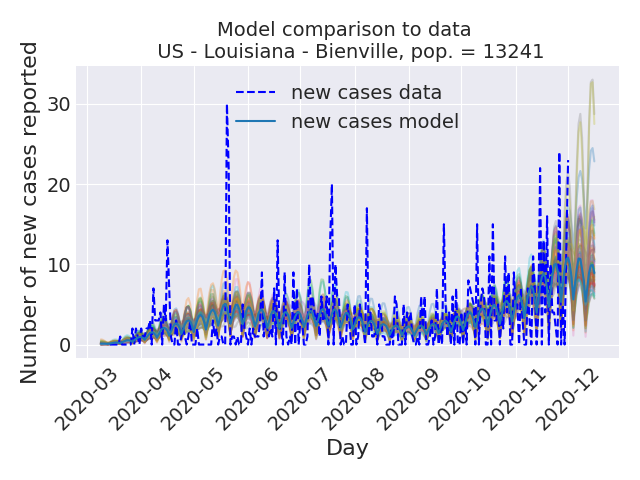 Model comparison to data
US - Louisiana - Bienville, pop. = 13241
Number of new cases reported
30
20
10
0
new cases data
new cases model
2020-03
2020-04
2020-05
2020-06
2020-07
2020-08
2020-09
2020-10
2020-11
2020-12
Day